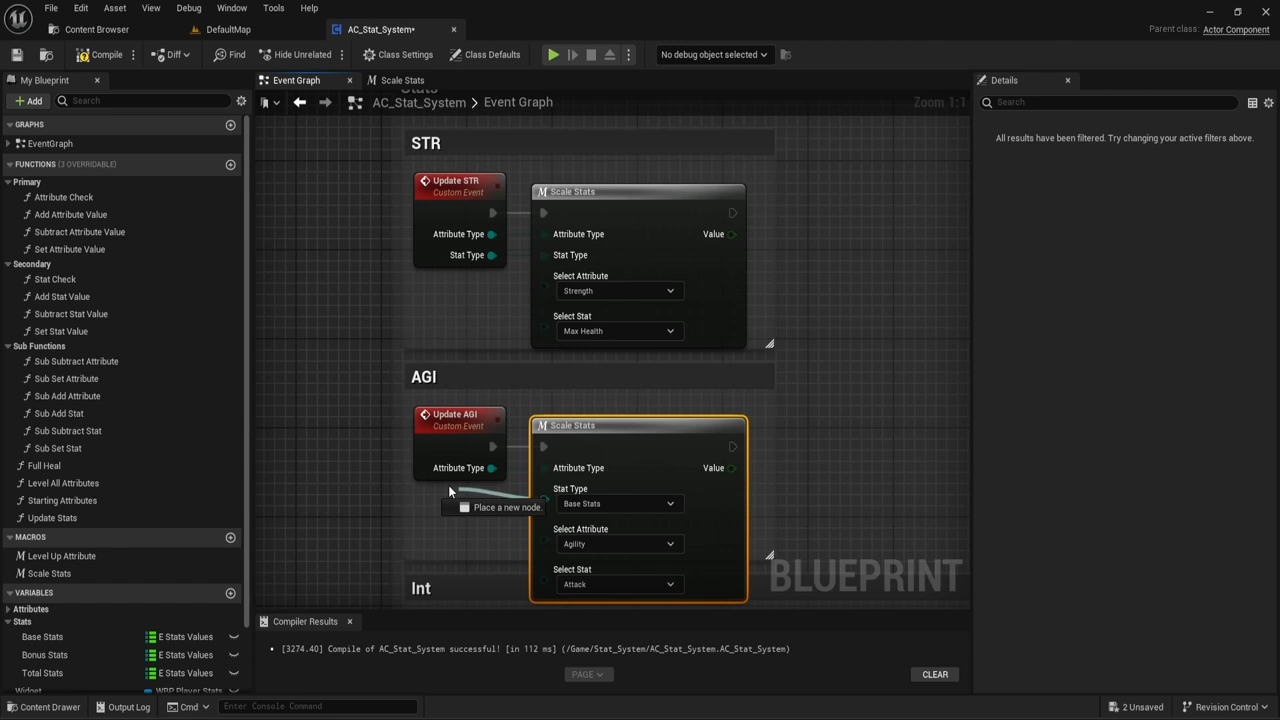 File Edit Asset View Debug Window Tools Help
Content Browser
DefaultMap
AC_Stat_System•
Parent class: Actor Component
Compile
Diff
Find
Hide Unrelated
Class Settings
Class Defaults
No debug object selected
My Blueprint
Event Graph
Scale Stats
Details
Add
Search
AC_Stat_System > Event Graph
Stats
Zoom 1:1
Search
All results have been filtered. Try changing your active filters above.
GRAPHS
EventGraph
FUNCTIONS (3 OVERRIDABLE)
Primary
Attribute Check
Add Attribute Value
Subtract Attribute Value
Set Attribute Value
Secondary
Stat Check
Add Stat Value
Subtract Stat Value
Set Stat Value
Sub Functions
Sub Subtract Attribute
Sub Set Attribute
Sub Add Attribute
Sub Add Stat
Sub Subtract Stat
Sub Set Stat
Full Heal
Level All Attributes
Starting Attributes
Update Stats
MACROS
Level Up Attribute
Scale Stats
VARIABLES
Attributes
Stats
Base Stats E Stats Values
Bonus Stats E Stats Values
Total Stats E Stats Values
Widget WBP Player Stats
STR
Update STR
Custom Event
Attribute Type
Stat Type
Scale Stats
Attribute Type
Value
Stat Type
Select Attribute
Strength
Select Stat
Max Health
AGI
Update AGI
Custom Event
Attribute Type
Scale Stats
Attribute Type
Value
Stat Type
Base Stats
Select Attribute
Agility
Select Stat
Attack
Place a new node.
Int
BLUEPRINT
Compiler Results
[3274.40] Compile of AC_Stat_System successful! [in 112 ms] (/Game/Stat_System/AC_Stat_System.AC_Stat_System)
PAGE
CLEAR
Content Drawer
Output Log
Cmd
Enter Console Command
2 Unsaved
Revision Control